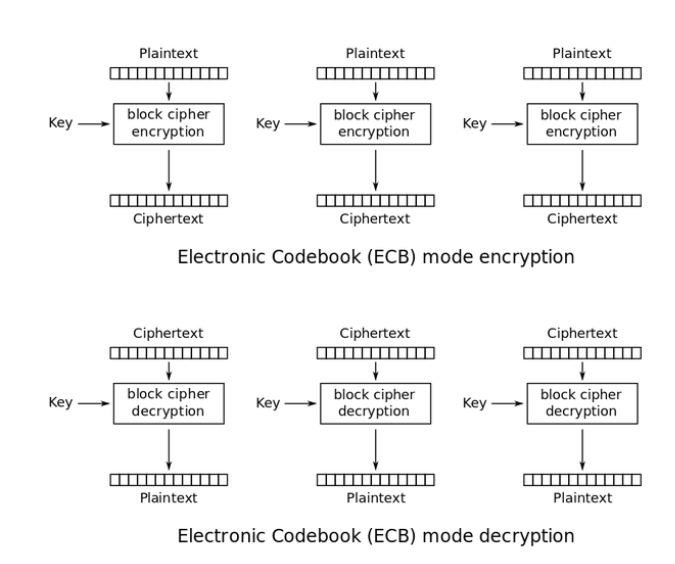 Plaintext
Plaintext
Plaintext
Key
block cipher
encryption
Key
block cipher
encryption
Key
block cipher
encryption
Ciphertext
Ciphertext
Ciphertext
Electronic Codebook (ECB) mode encryption
Ciphertext
Ciphertext
Ciphertext
Key
block cipher
decryption
Key
block cipher
decryption
Key
block cipher
decryption
Plaintext
Plaintext
Plaintext
Electronic Codebook (ECB) mode decryption